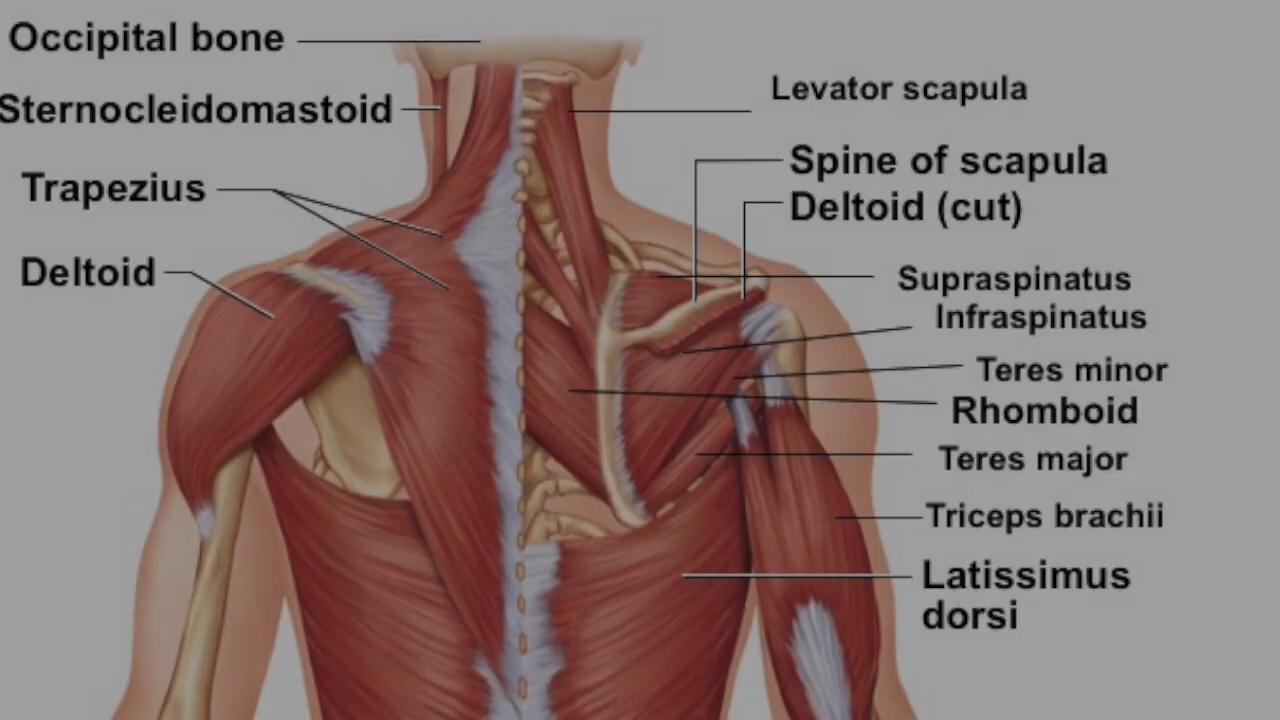 Occipital bone
Sternocleidomastoid
Trapezius
Deltoid
Levator scapula
Spine of scapula
Deltoid (cut)
Supraspinatus
Infraspinatus
Teres minor
Rhomboid
Teres major
Triceps brachii
Latissimus
dorsi